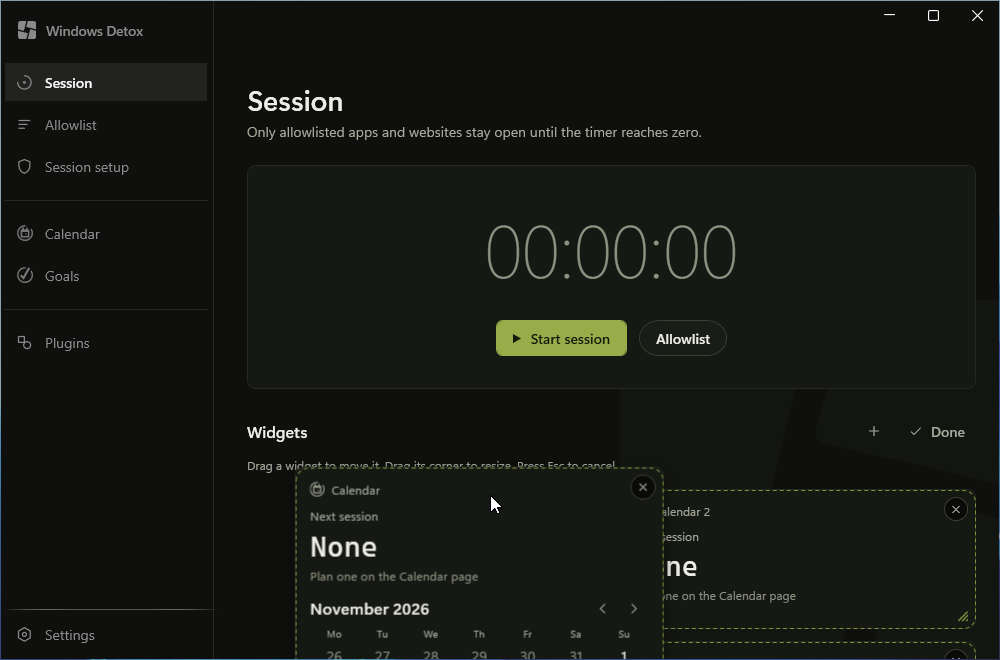 Windows Detox
Session
Allowlist
Session setup
Calendar
Goals
Plugins
Settings
Session
Only allowlisted apps and websites stay open until the timer reaches zero.
00:00:00
Start session
Allowlist
Widgets
Done
Drag a widget to move it. Drag its corner to resize. Press Esc to cancel.
Calendar
Next session
None
Plan one on the Calendar page
November 2026
Mo Tu We Th Fr Sa Su
26 27 28 29 30 31 1
alendar 2
session
ne
ne on the Calendar page